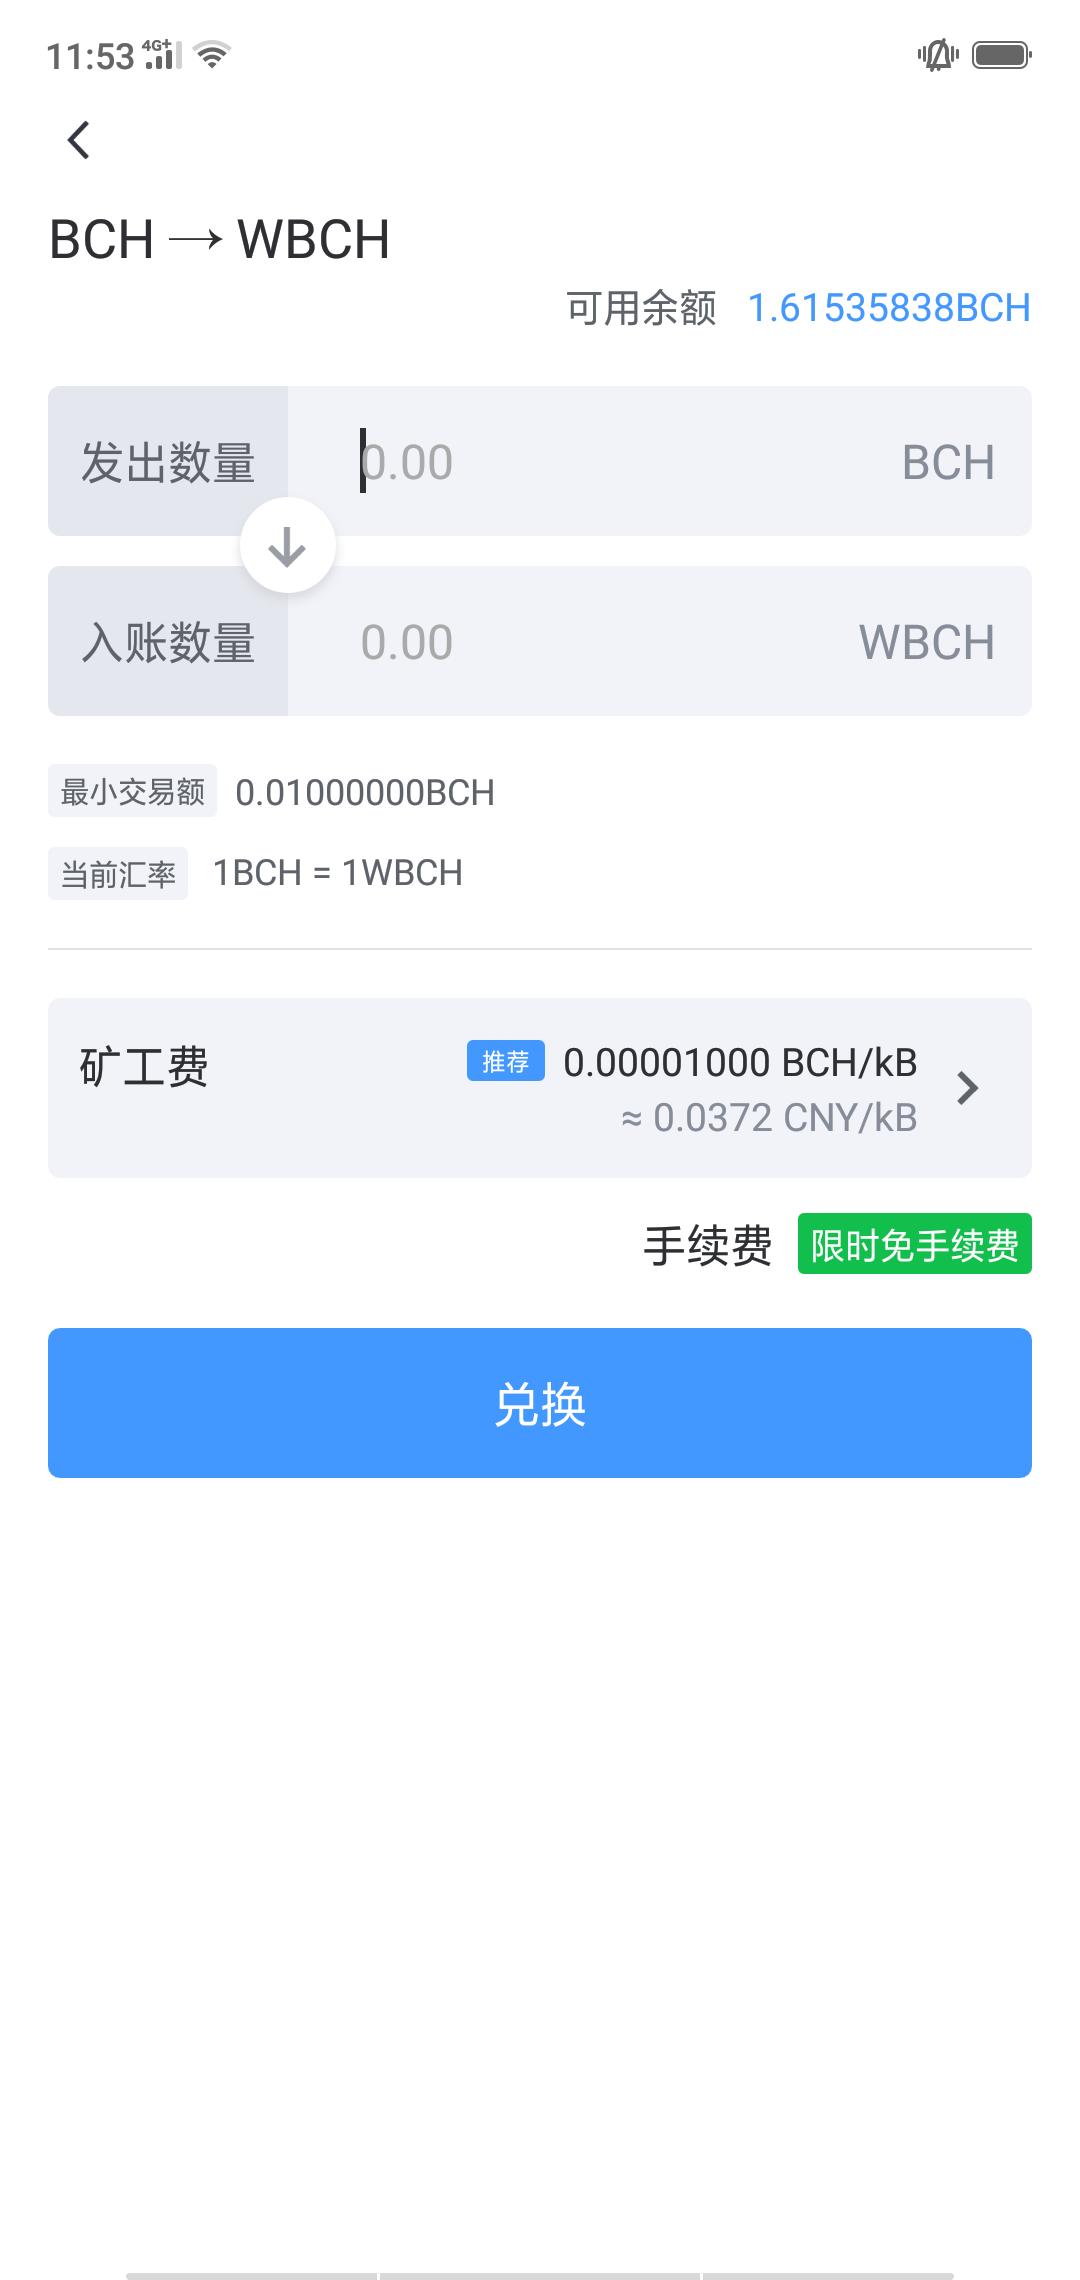 11:53 4G+
BCH → WBCH
可用余额 1.61535838BCH
发出数量 0.00 BCH
入账数量 0.00 WBCH
最小交易额 0.01000000BCH
当前汇率 1BCH = 1WBCH
矿工费 推荐 0.00001000 BCH/kB
≈ 0.0372 CNY/kB
手续费 限时免手续费
兑换